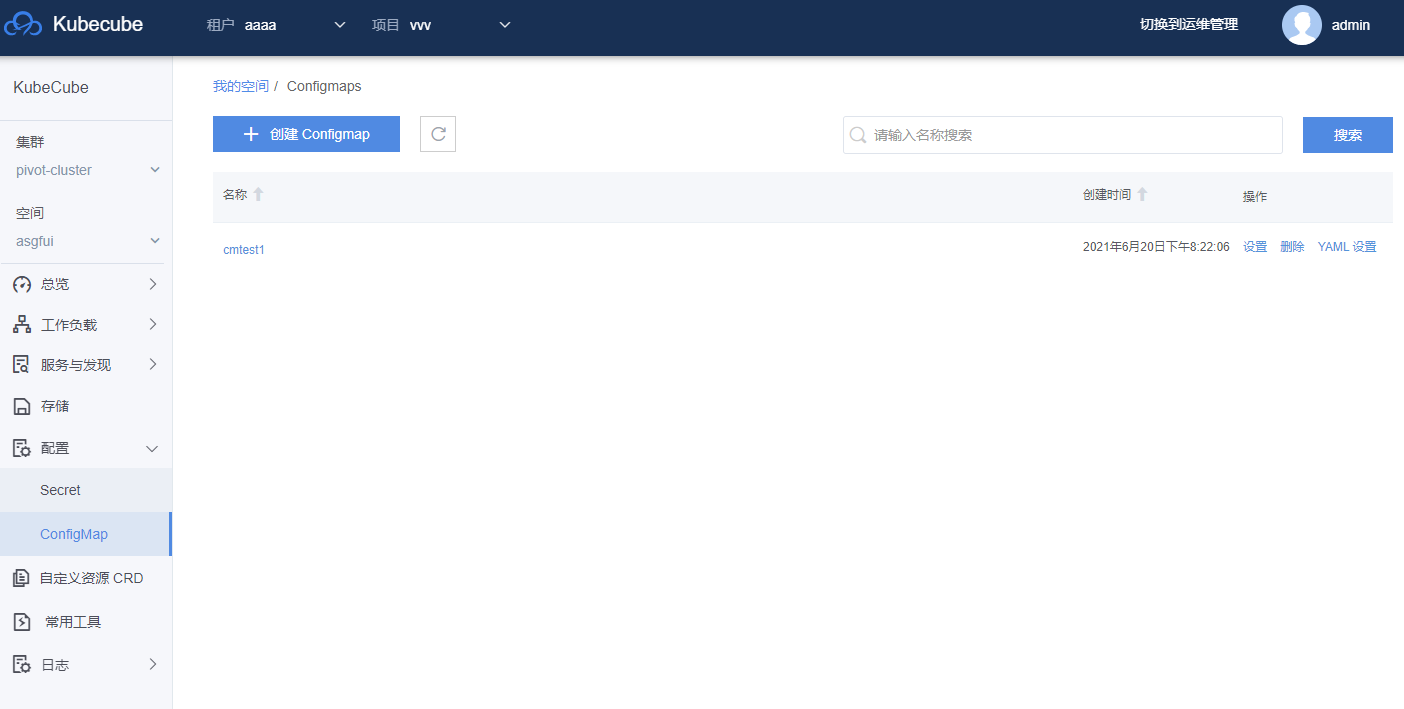 Kubecube 租户 aaaa 项目 vvv 切换到运维管理 admin
KubeCube
集群
pivot-cluster
空间
asgfui
总览
工作负载
服务与发现
存储
配置
Secret
ConfigMap
自定义资源 CRD
常用工具
日志
我的空间 / Configmaps
创建 Configmap 请输入名称搜索 搜索
名称 创建时间 操作
cmtest1 2021年6月20日下午8:22:06 设置 删除 YAML 设置